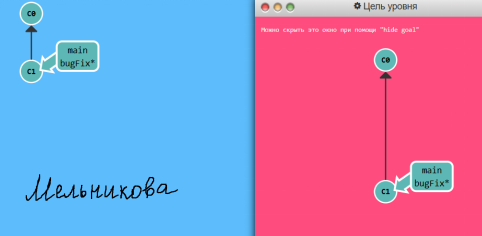 C0
main
bugFix*
C1
Мельникова
Цель уровня
Можно скрыть это окно при помощи "hide goal"
C0
main
bugFix*
C1